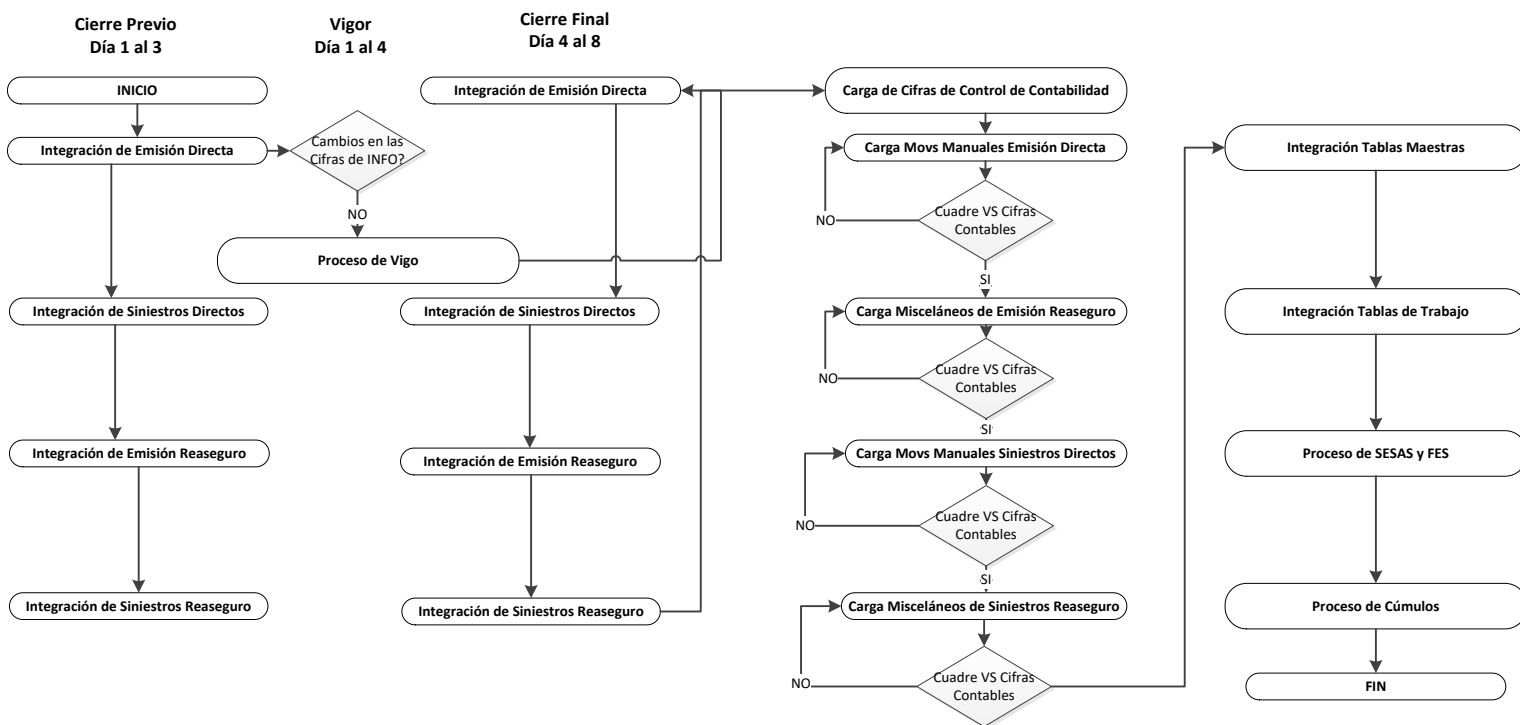 Cierre Previo
Día 1 al 3
Vigor
Día 1 al 4
Cierre Final
Día 4 al 8
INICIO
Integración de Emisión Directa
Cambios en las
Cifras de INFO?
NO
Proceso de Vigo
Integración de Siniestros Directos
Integración de Emisión Reaseguro
Integración de Siniestros Reaseguro
Integración de Emisión Directa
Integración de Siniestros Directos
Integración de Emisión Reaseguro
Integración de Siniestros Reaseguro
Carga de Cifras de Control de Contabilidad
Carga Movs Manuales Emisión Directa
Cuadre VS Cifras
Contables
NO
SI
Carga Misceláneos de Emisión Reaseguro
Cuadre VS Cifras
Contables
NO
SI
Carga Movs Manuales Siniestros Directos
Cuadre VS Cifras
Contables
NO
SI
Carga Misceláneos de Siniestros Reaseguro
Cuadre VS Cifras
Contables
NO
Integración Tablas Maestras
Integración Tablas de Trabajo
Proceso de SESAS y FES
Proceso de Cúmulos
FIN